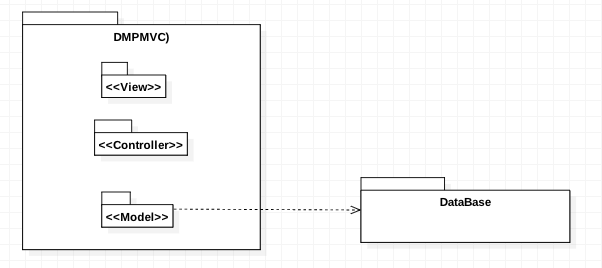 DMPMVC)
<<View>>
<<Controller>>
<<Model>>
DataBase